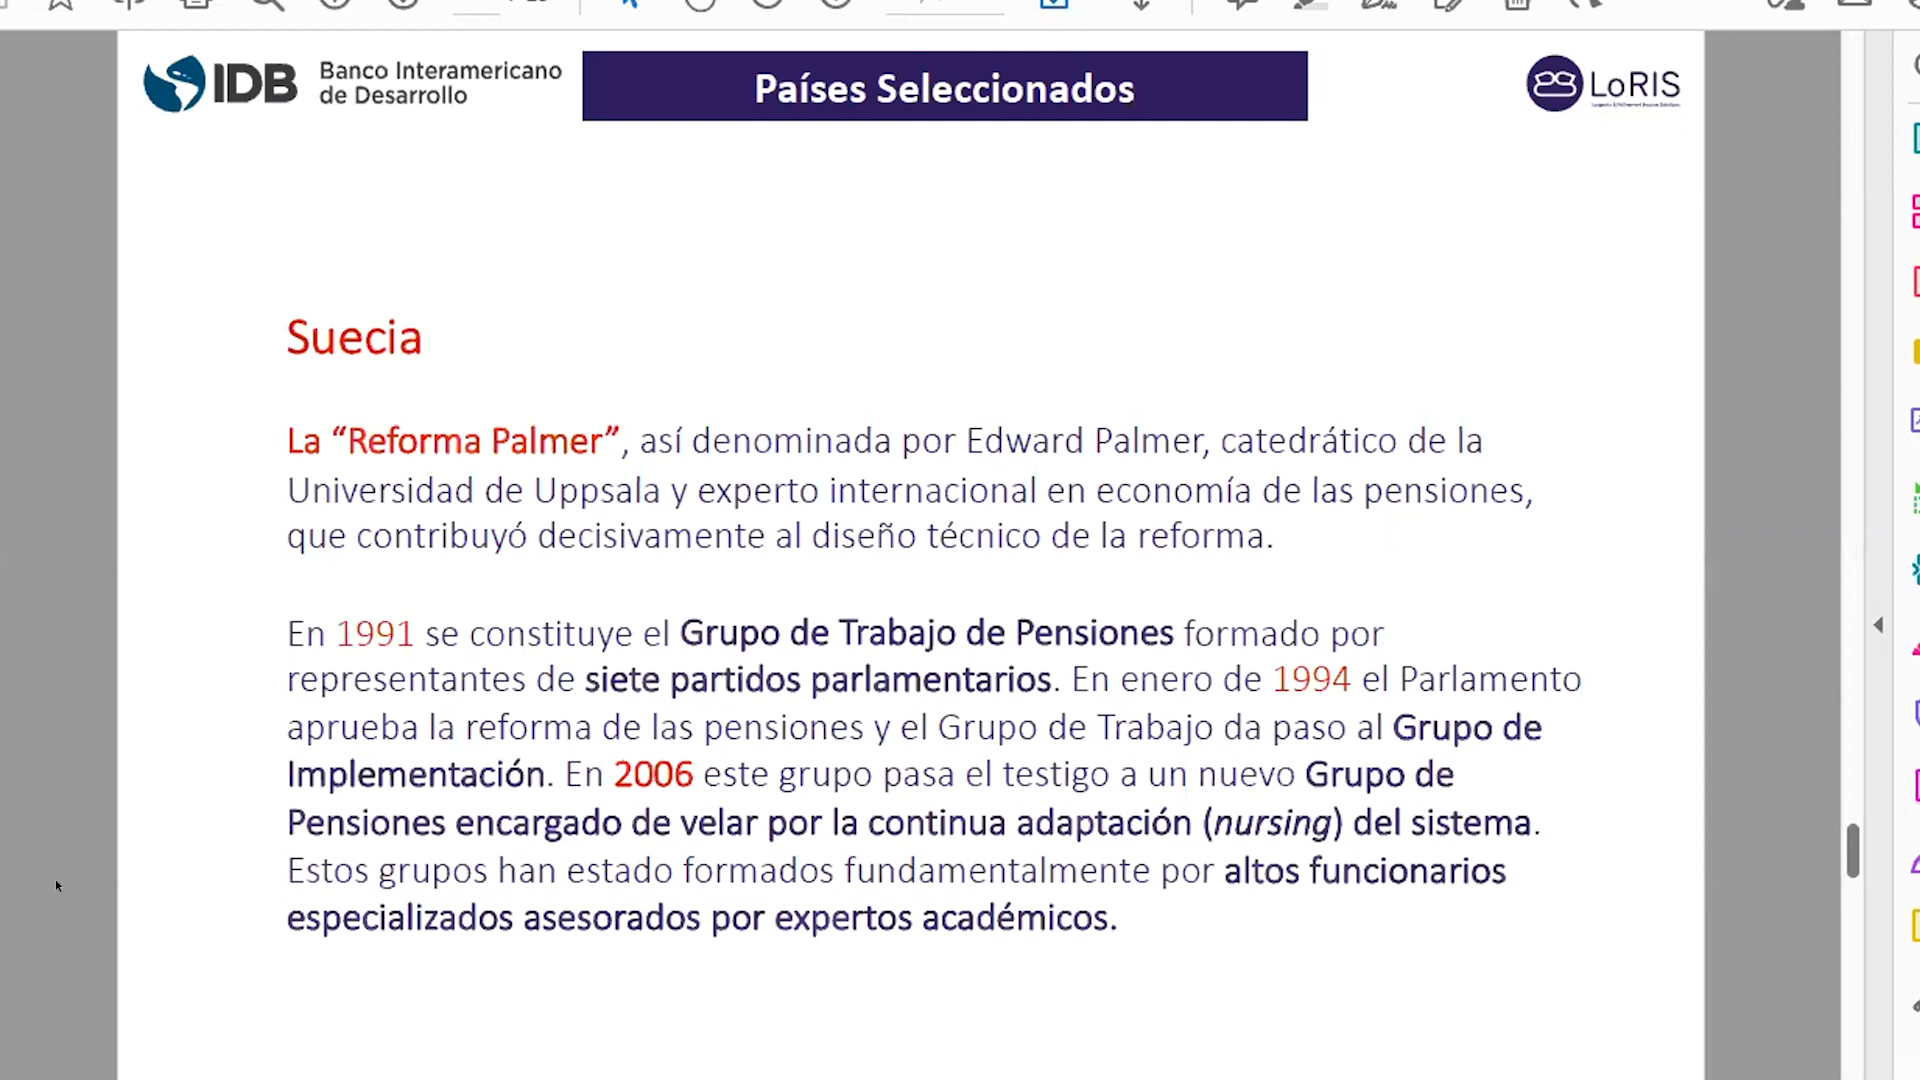 IDB
Banco Interamericano
de Desarrollo
Países Seleccionados
LoRIS
Suecia
La “Reforma Palmer”, así denominada por Edward Palmer, catedrático de la
Universidad de Uppsala y experto internacional en economía de las pensiones,
que contribuyó decisivamente al diseño técnico de la reforma.
En 1991 se constituye el Grupo de Trabajo de Pensiones formado por
representantes de siete partidos parlamentarios. En enero de 1994 el Parlamento
aprueba la reforma de las pensiones y el Grupo de Trabajo da paso al Grupo de
Implementación. En 2006 este grupo pasa el testigo a un nuevo Grupo de
Pensiones encargado de velar por la continua adaptación (nursing) del sistema.
Estos grupos han estado formados fundamentalmente por altos funcionarios
especializados asesorados por expertos académicos.